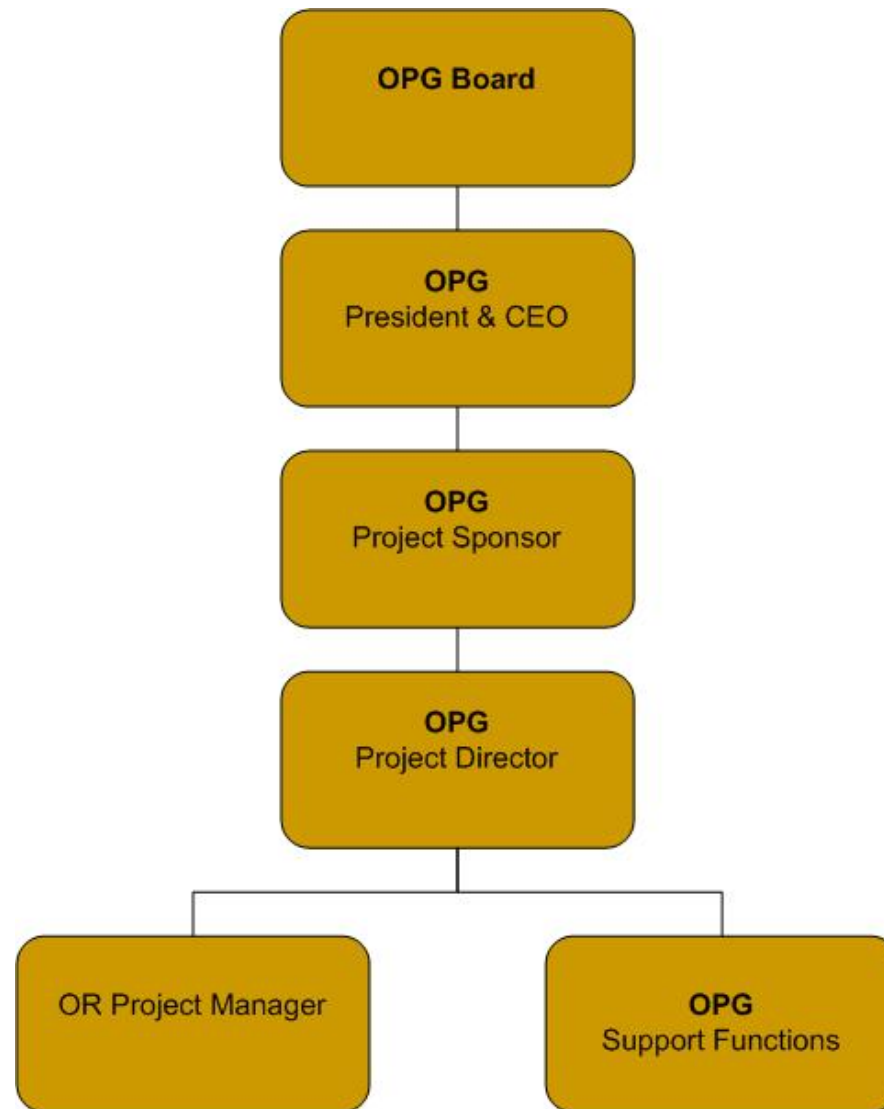 OPG Board
OPG
President & CEO
OPG
Project Sponsor
OPG
Project Director
OR Project Manager
OPG
Support Functions